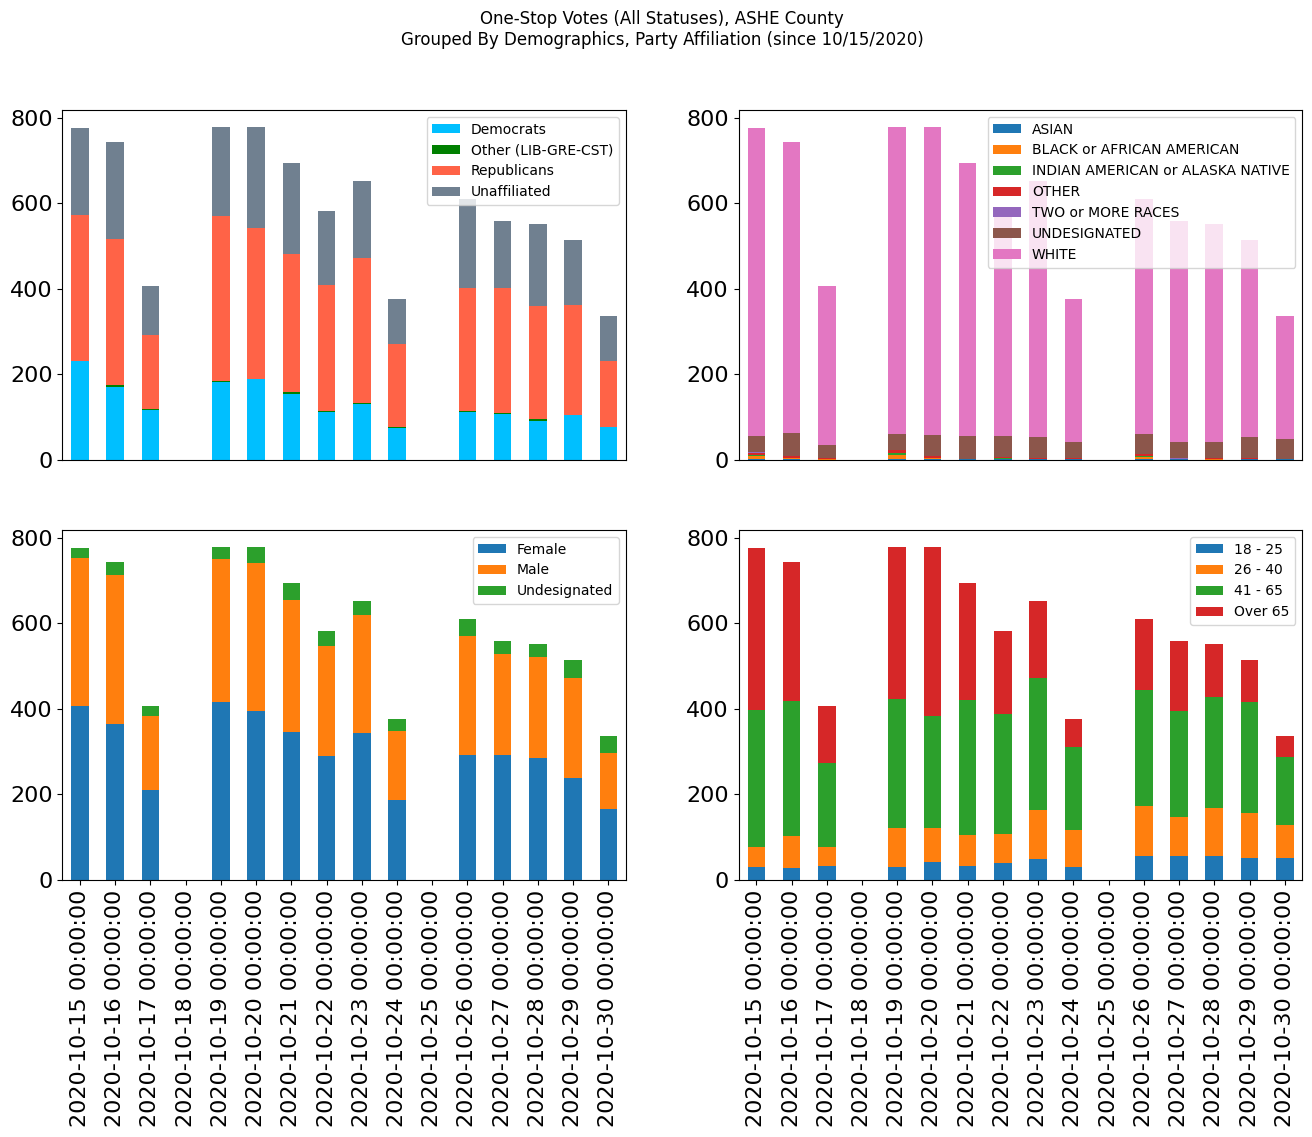 One-Stop Votes (All Statuses), ASHE County
Grouped By Demographics, Party Affiliation (since 10/15/2020)
800
600
400
200
0
Democrats
Other (LIB-GRE-CST)
Republicans
Unaffiliated
800
600
400
200
0
ASIAN
BLACK or AFRICAN AMERICAN
INDIAN AMERICAN or ALASKA NATIVE
OTHER
TWO or MORE RACES
UNDESIGNATED
WHITE
800
600
400
200
0
Female
Male
Undesignated
2020-10-15 00:00:00
2020-10-16 00:00:00
2020-10-17 00:00:00
2020-10-18 00:00:00
2020-10-19 00:00:00
2020-10-20 00:00:00
2020-10-21 00:00:00
2020-10-22 00:00:00
2020-10-23 00:00:00
2020-10-24 00:00:00
2020-10-25 00:00:00
2020-10-26 00:00:00
2020-10-27 00:00:00
2020-10-28 00:00:00
2020-10-29 00:00:00
2020-10-30 00:00:00
800
600
400
200
0
18 - 25
26 - 40
41 - 65
Over 65
2020-10-15 00:00:00
2020-10-16 00:00:00
2020-10-17 00:00:00
2020-10-18 00:00:00
2020-10-19 00:00:00
2020-10-20 00:00:00
2020-10-21 00:00:00
2020-10-22 00:00:00
2020-10-23 00:00:00
2020-10-24 00:00:00
2020-10-25 00:00:00
2020-10-26 00:00:00
2020-10-27 00:00:00
2020-10-28 00:00:00
2020-10-29 00:00:00
2020-10-30 00:00:00